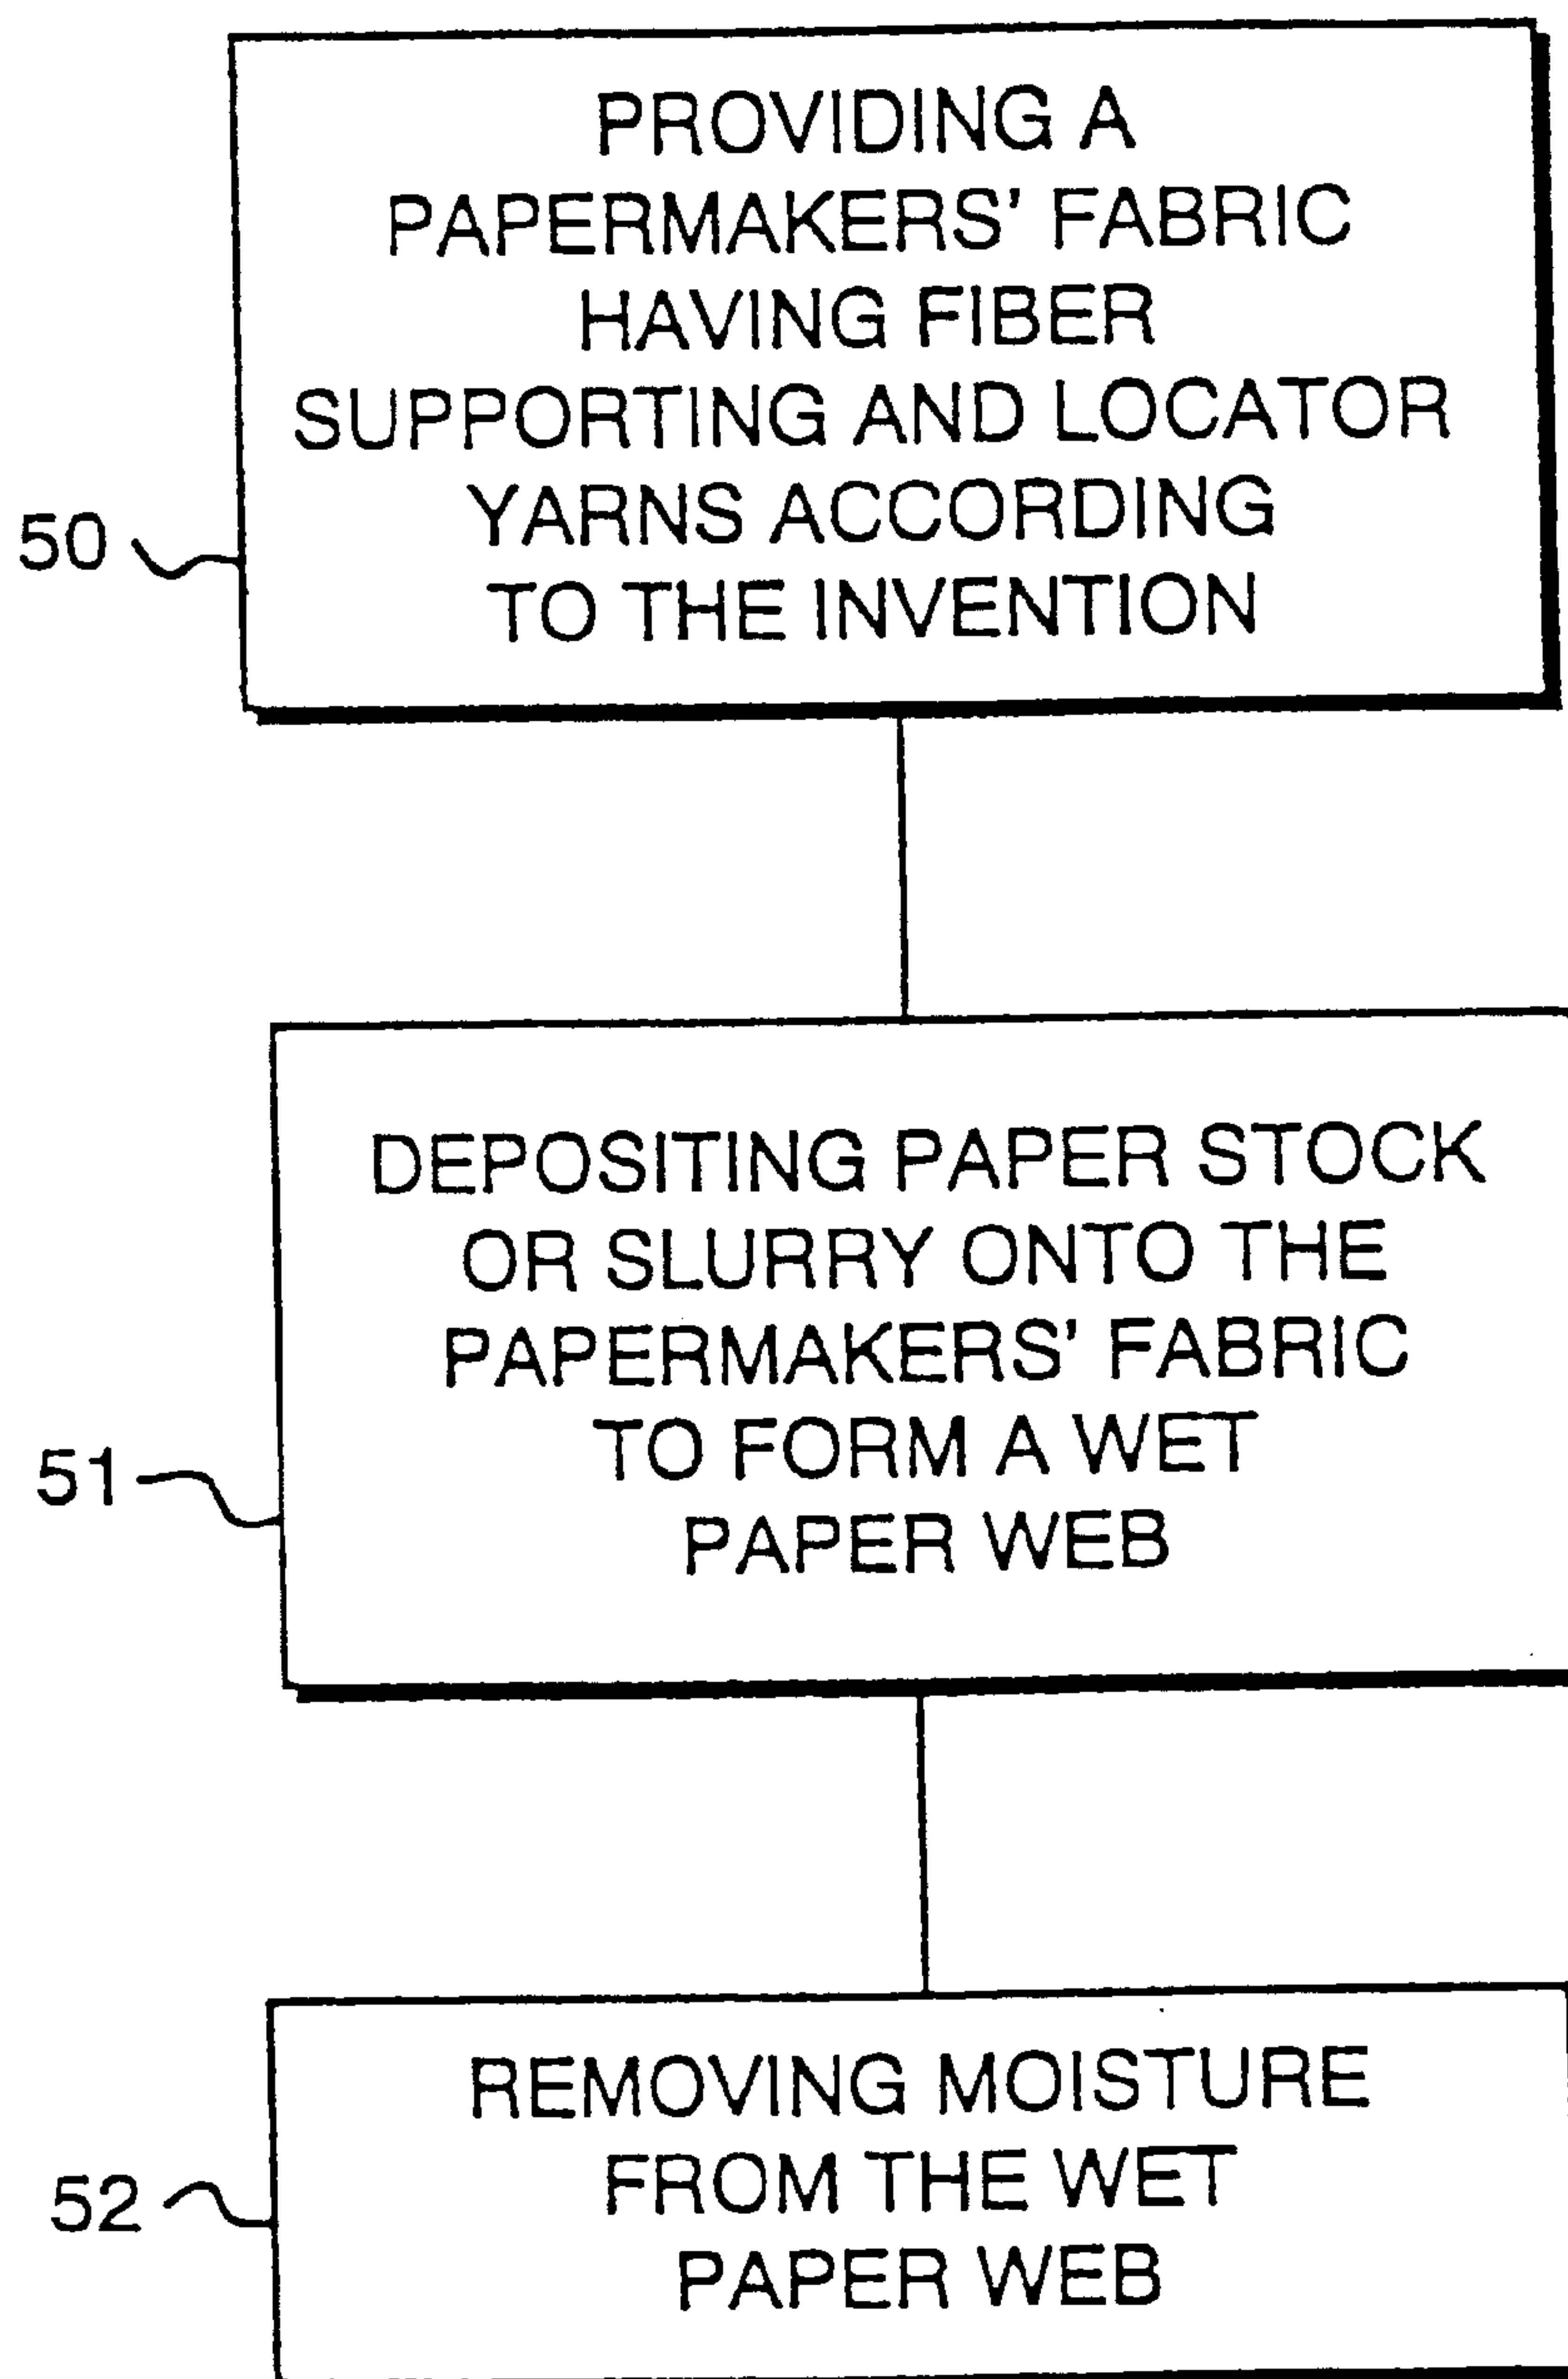 PROVIDING A
PAPERMAKERS' FABRIC
HAVING FIBER
SUPPORTING AND LOCATOR
YARNS ACCORDING
TO THE INVENTION
50
DEPOSITING PAPER STOCK
OR SLURRY ONTO THE
PAPERMAKERS' FABRIC
TO FORM A WET
PAPER WEB
51
REMOVING MOISTURE
FROM THE WET
PAPER WEB
52